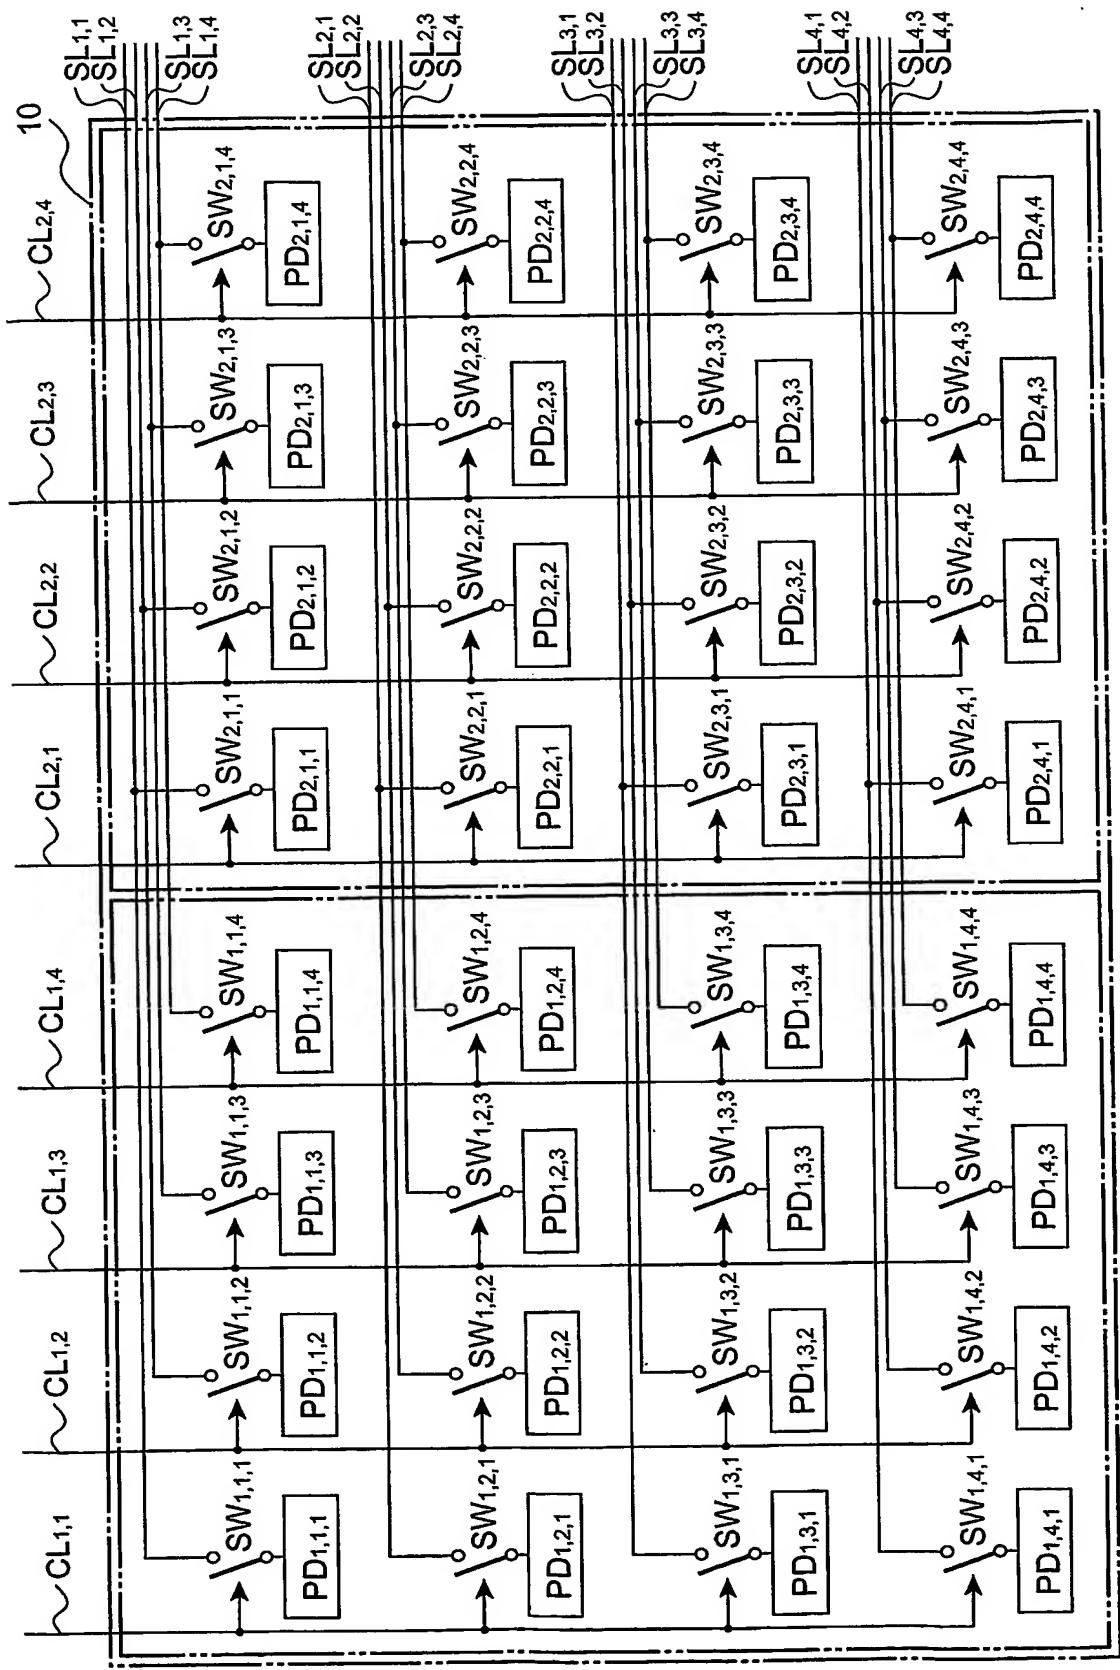 CL1,1 CL1,2 CL1,3 CL1,4 CL2,1 CL2,2 CL2,3 CL2,4 10
SL1,1
SL1,2
SL1,3
SL1,4
SW1,1,1 SW1,1,2 SW1,1,3 SW1,1,4 SW2,1,1 SW2,1,2 SW2,1,3 SW2,1,4
PD1,1,1 PD1,1,2 PD1,1,3 PD1,1,4 PD2,1,1 PD2,1,2 PD2,1,3 PD2,1,4
SL2,1
SL2,2
SL2,3
SL2,4
SW1,2,1 SW1,2,2 SW1,2,3 SW1,2,4 SW2,2,1 SW2,2,2 SW2,2,3 SW2,2,4
PD1,2,1 PD1,2,2 PD1,2,3 PD1,2,4 PD2,2,1 PD2,2,2 PD2,2,3 PD2,2,4
SL3,1
SL3,2
SL3,3
SL3,4
SW1,3,1 SW1,3,2 SW1,3,3 SW1,3,4 SW2,3,1 SW2,3,2 SW2,3,3 SW2,3,4
PD1,3,1 PD1,3,2 PD1,3,3 PD1,3,4 PD2,3,1 PD2,3,2 PD2,3,3 PD2,3,4
SL4,1
SL4,2
SL4,3
SL4,4
SW1,4,1 SW1,4,2 SW1,4,3 SW1,4,4 SW2,4,1 SW2,4,2 SW2,4,3 SW2,4,4
PD1,4,1 PD1,4,2 PD1,4,3 PD1,4,4 PD2,4,1 PD2,4,2 PD2,4,3 PD2,4,4